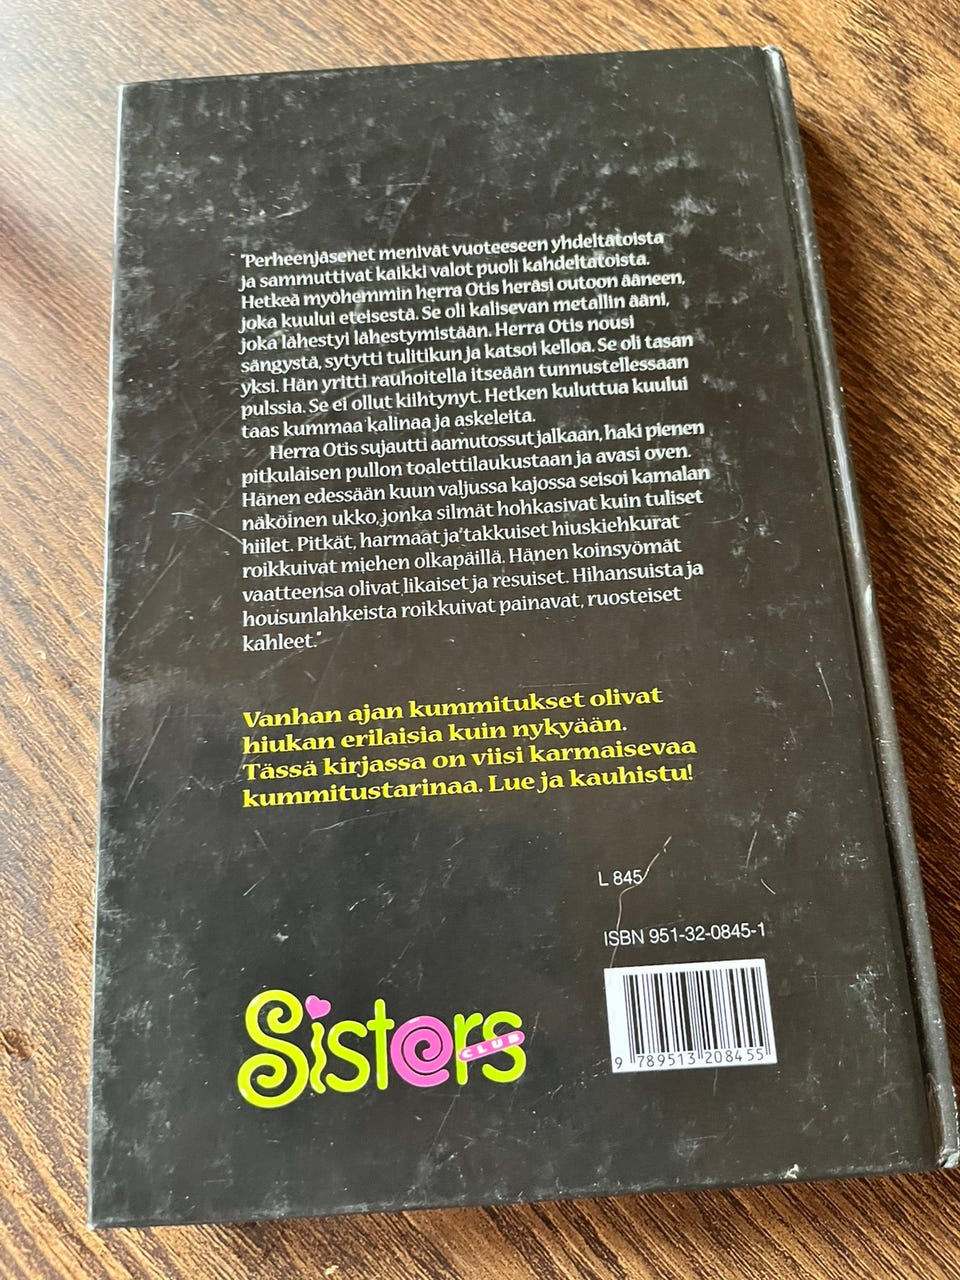 "Perheenjäsenet menivät vuoteeseen yhdeltätoista
ja sammuttivat kaikki valot puoli kahdeltatoista.
Hetkeä myöhemmin herra Otis heräsi outoon ääneen,
joka kuului eteisestä. Se oli kalisevan metallin ääni,
joka lähestyi lähestymistään. Herra Otis nousi
sängystä, sytytti tulitikun ja katsoi kelloa. Se oli tasan
yksi. Hän yritti rauhoitella itseään tunnustellessaan
pulssia. Se ei ollut kiihtynyt. Hetken kuluttua kuului
taas kummaa kalinaa ja askeleita.
Herra Otis sujautti aamutossut jalkaan, haki pienen
pitkulaisen pullon toalettilaukustaan ja avasi oven.
Hänen edessään kuun valjussa kajossa seisoi kamalan
näköinen ukko, jonka silmät hohkasivat kuin tuliset
hiilet. Pitkät, harmaat ja takkuiset hiuskiehkurat
roikkuivat miehen olkapäillä. Hänen koinsyömät
vaatteensa olivat likaiset ja resuiset. Hihansuista ja
housunlahkeista roikkuivat painavat, ruosteiset
kahleet."
Vanhan ajan kummitukset olivat
hiukan erilaisia kuin nykyään.
Tässä kirjassa on viisi karmaisevaa
kummitustarinaa. Lue ja kauhistu!
L 845
ISBN 951-32-0845-1
Sisters
CLUB
9 789513 208455